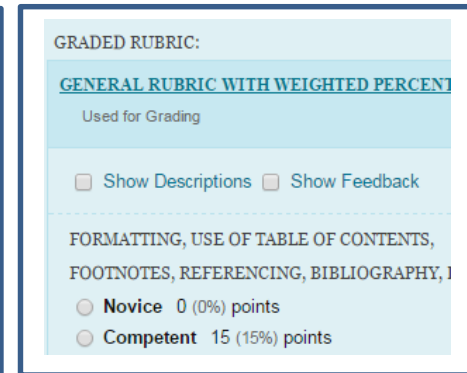 GRADED RUBRIC:
GENERAL RUBRIC WITH WEIGHTED PERCENT
Used for Grading
Show Descriptions Show Feedback
FORMATTING, USE OF TABLE OF CONTENTS,
FOOTNOTES, REFERENCING, BIBLIOGRAPHY,
Novice 0 (0%) points
Competent 15 (15%) points